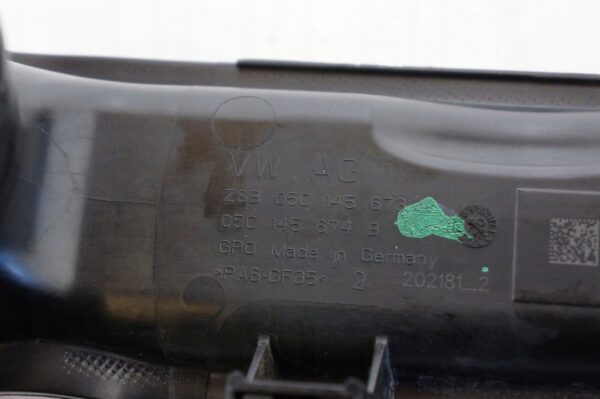 VW AG
ZSB 05C 145 673
05C 145 674 B
GPO Made in Germany
>PA6-GF35< 2 202181_2